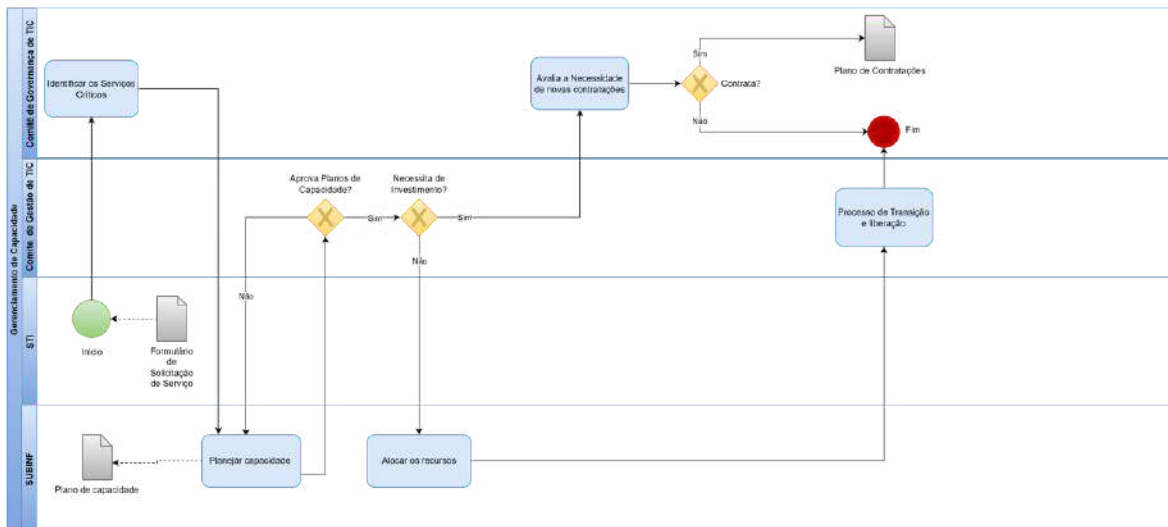 Gerenciamento de Capacidade
Comitê de Governança de TIC
Identificar os Serviços
Críticos
Avalia a Necessidade
de novas contratações
Sim
Contrata?
Não
Plano de Contratações
Fim
Comitê de Gestão de TIC
Aprova Planos de
Capacidade?
Necessita de
Investimento?
Sim
Sim
Não
Não
Processo de Transição
e liberação
STI
Início
Formulário
de
Solicitação
de Serviço
SUBINF
Plano de capacidade
Planejar capacidade
Alocar os recursos